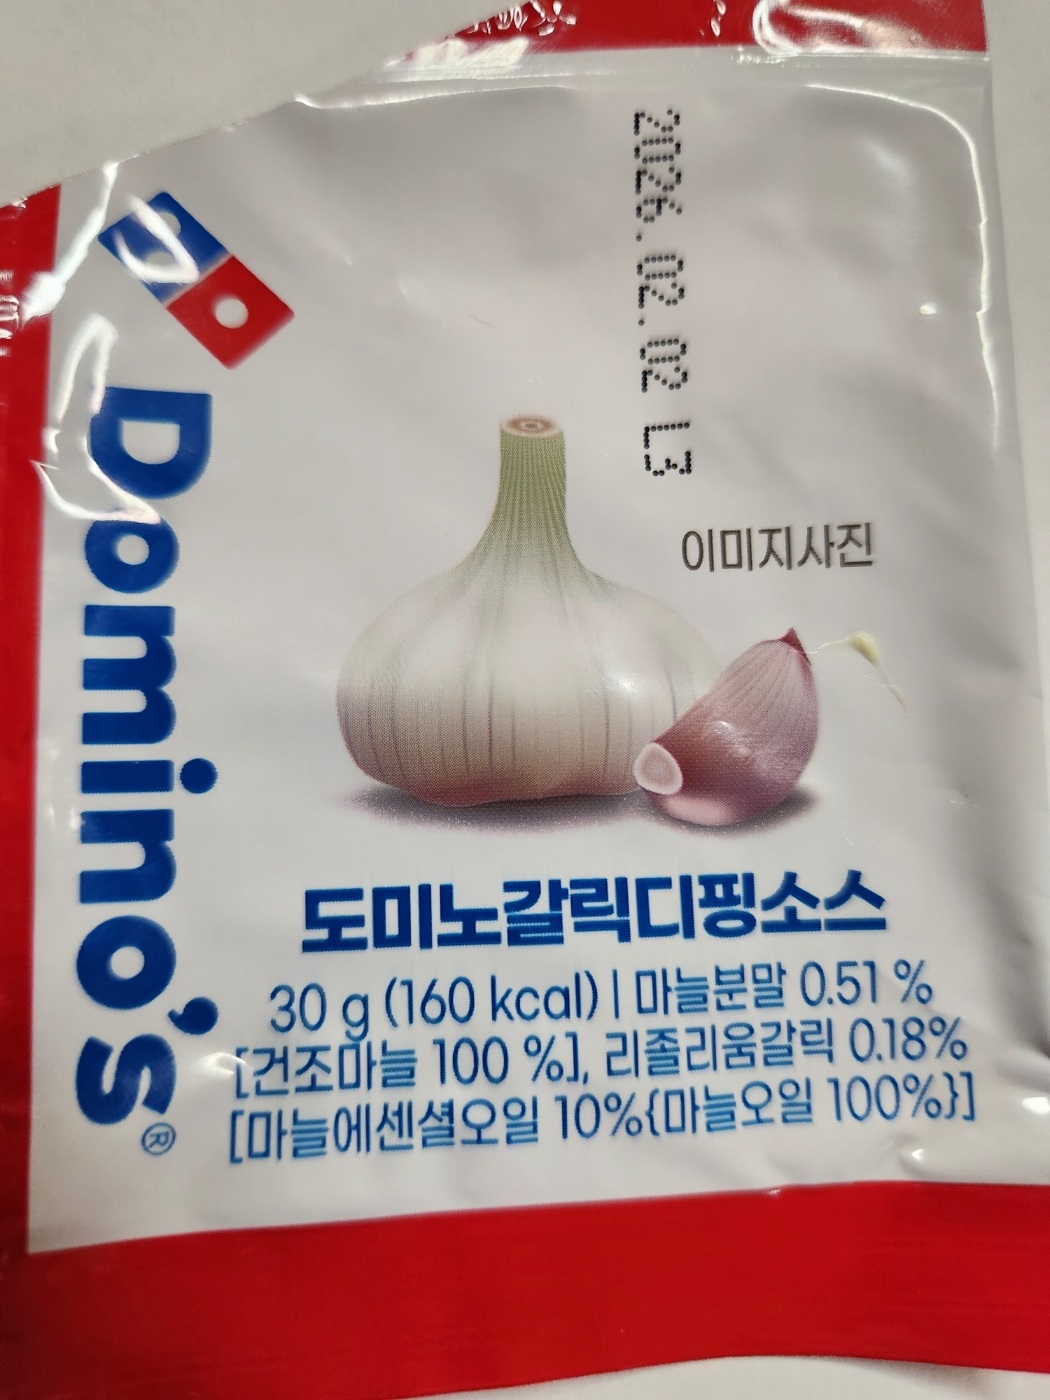 2026.02.02 L3
Domino's®
이미지사진
도미노갈릭디핑소스
30 g (160 kcal) | 마늘분말 0.51 %
[건조마늘 100 %], 리졸리움갈릭 0.18%
[마늘에센셜오일 10%{마늘오일 100%}]